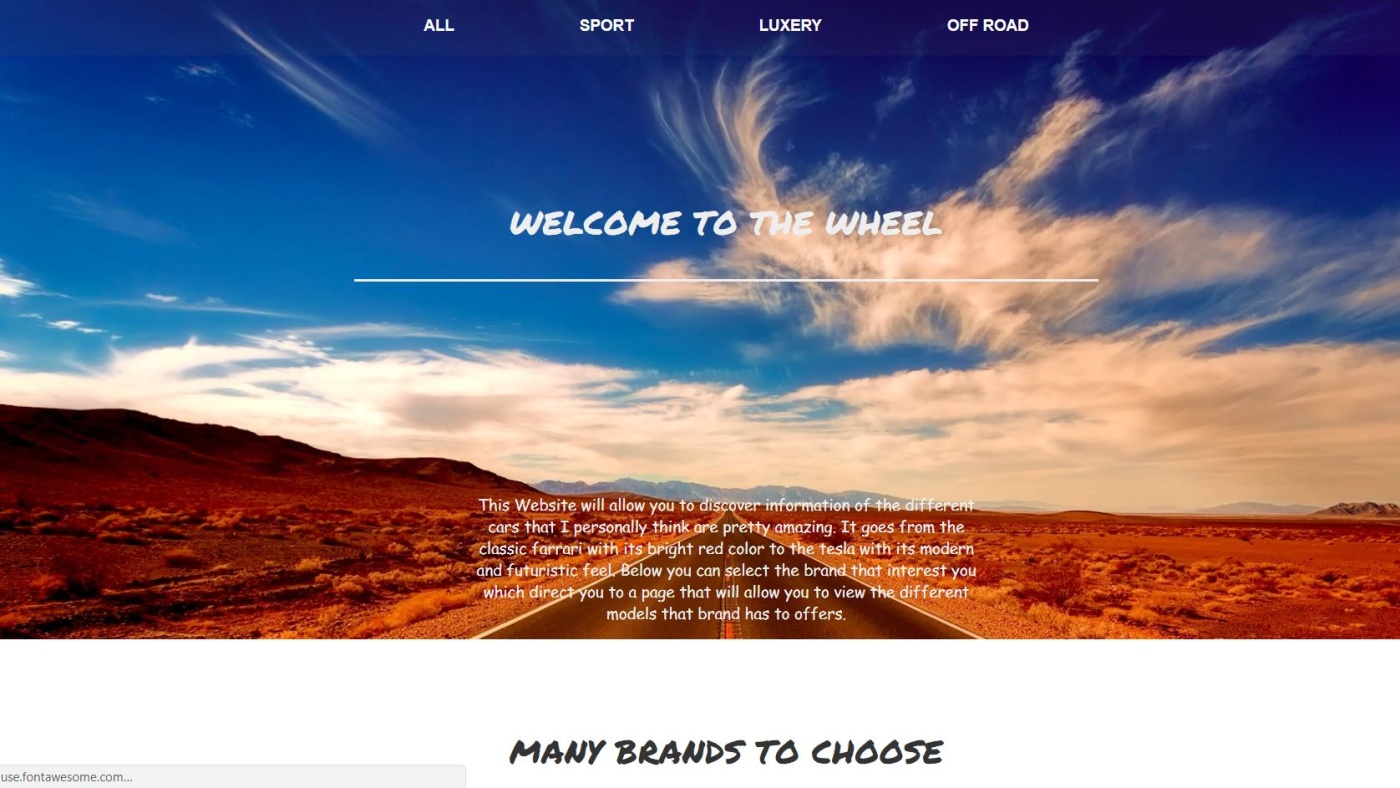 ALL SPORT LUXERY OFF ROAD
WELCOME TO THE WHEEL
This Website will allow you to discover information of the different
cars that I personally think are pretty amazing. It goes from the
classic farrari with its bright red color to the tesla with its modern
and futuristic feel. Below you can select the brand that interest you
which direct you to a page that will allow you to view the different
models that brand has to offers.
MANY BRANDS TO CHOOSE
use.fontawesome.com...